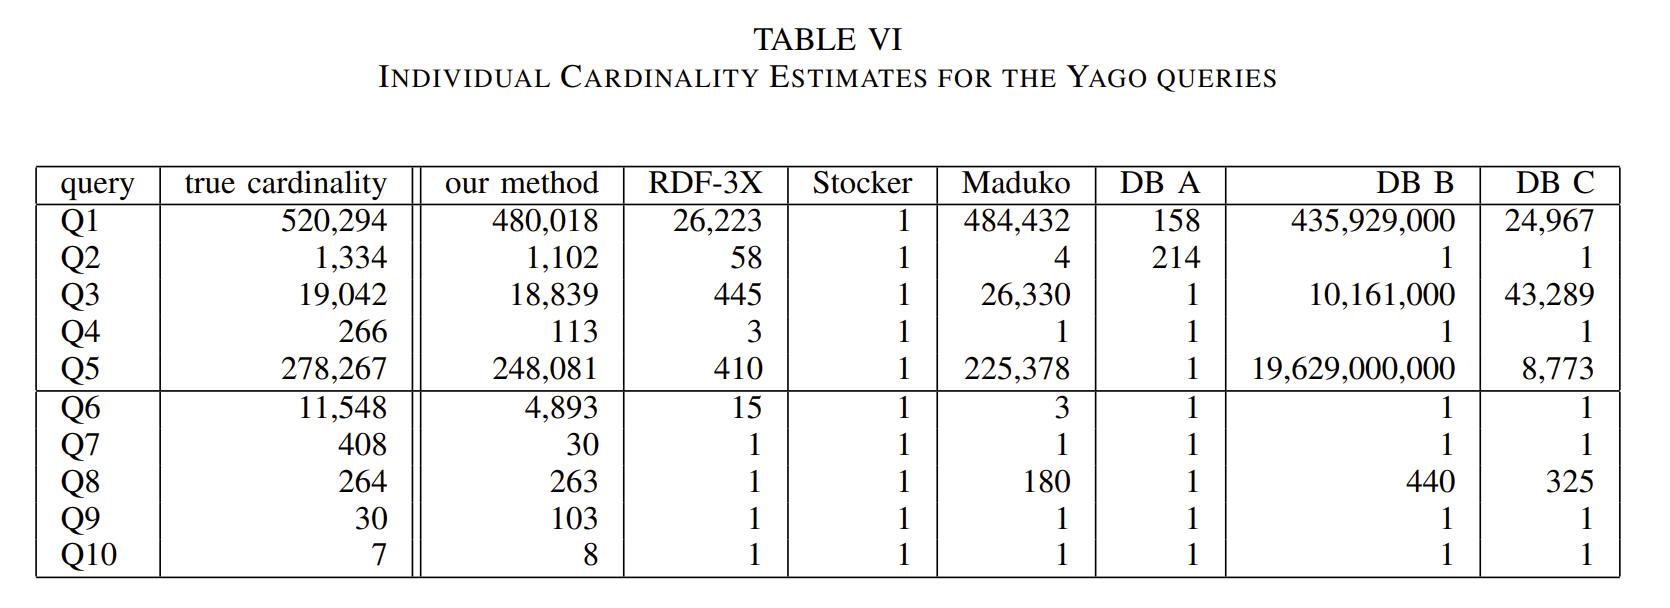 TABLE VI
INDIVIDUAL CARDINALITY ESTIMATES FOR THE YAGO QUERIES
query true cardinality our method RDF-3X Stocker Maduko DB A DB B DB C
Q1 520,294 480,018 26,223 1 484,432 158 435,929,000 24,967
Q2 1,334 1,102 58 1 4 214 1 1
Q3 19,042 18,839 445 1 26,330 1 10,161,000 43,289
Q4 266 113 3 1 1 1 1 1
Q5 278,267 248,081 410 1 225,378 1 19,629,000,000 8,773
Q6 11,548 4,893 15 1 3 1 1 1
Q7 408 30 1 1 1 1 1 1
Q8 264 263 1 1 180 1 440 325
Q9 30 103 1 1 1 1 1 1
Q10 7 8 1 1 1 1 1 1